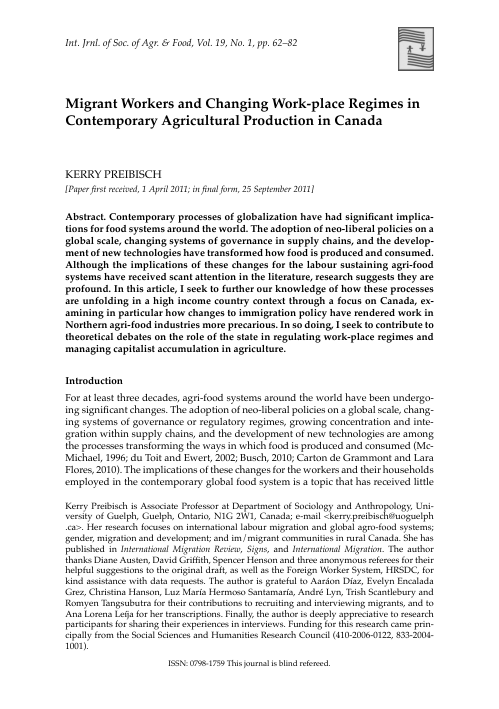 Int. Jrnl. of Soc. of Agr. & Food, Vol. 19, No. 1, pp. 62–82
Migrant Workers and Changing Work-place Regimes in
Contemporary Agricultural Production in Canada
KERRY PREIBISCH
[Paper first received, 1 April 2011; in final form, 25 September 2011]
Abstract. Contemporary processes of globalization have had significant implica-
tions for food systems around the world. The adoption of neo-liberal policies on a
global scale, changing systems of governance in supply chains, and the develop-
ment of new technologies have transformed how food is produced and consumed.
Although the implications of these changes for the labour sustaining agri-food
systems have received scant attention in the literature, research suggests they are
profound. In this article, I seek to further our knowledge of how these processes
are unfolding in a high income country context through a focus on Canada, ex-
amining in particular how changes to immigration policy have rendered work in
Northern agri-food industries more precarious. In so doing, I seek to contribute to
theoretical debates on the role of the state in regulating work-place regimes and
managing capitalist accumulation in agriculture.
Introduction
For at least three decades, agri-food systems around the world have been undergo-
ing significant changes. The adoption of neo-liberal policies on a global scale, chang-
ing systems of governance or regulatory regimes, growing concentration and inte-
gration within supply chains, and the development of new technologies are among
the processes transforming the ways in which food is produced and consumed (Mc-
Michael, 1996; du Toit and Ewert, 2002; Busch, 2010; Carton de Grammont and Lara
Flores, 2010). The implications of these changes for the workers and their households
employed in the contemporary global food system is a topic that has received little
Kerry Preibisch is Associate Professor at Department of Sociology and Anthropology, Uni-
versity of Guelph, Guelph, Ontario, N1G 2W1, Canada; e-mail <kerry.preibisch@uoguelph
.ca>. Her research focuses on international labour migration and global agro-food systems;
gender, migration and development; and im/migrant communities in rural Canada. She has
published in International Migration Review, Signs, and International Migration. The author
thanks Diane Austen, David Griffith, Spencer Henson and three anonymous referees for their
helpful suggestions to the original draft, as well as the Foreign Worker System, HRSDC, for
kind assistance with data requests. The author is grateful to Aaráon Díaz, Evelyn Encalada
Grez, Christina Hanson, Luz María Hermoso Santamaría, André Lyn, Trish Scantlebury and
Romyen Tangsubutra for their contributions to recruiting and interviewing migrants, and to
Ana Lorena Leija for her transcriptions. Finally, the author is deeply appreciative to research
participants for sharing their experiences in interviews. Funding for this research came prin-
cipally from the Social Sciences and Humanities Research Council (410-2006-0122, 833-2004-
1001).
ISSN: 0798-1759 This journal is blind refereed.